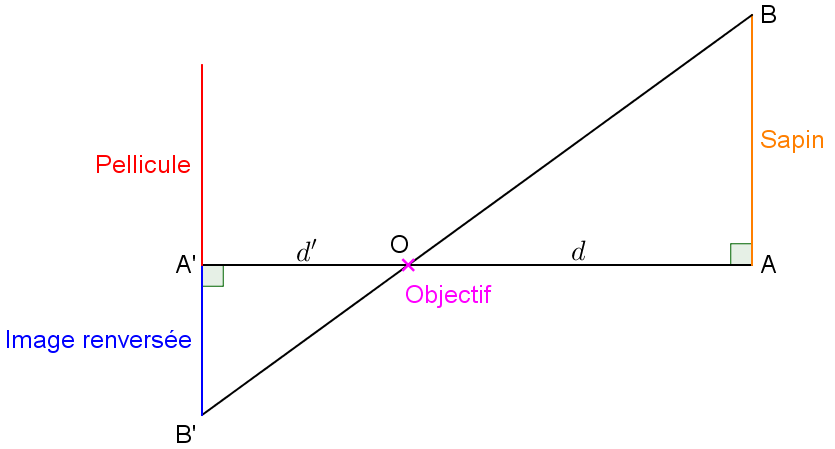 B
Sapin
Pellicule
d'
O
d
A'
A
Objectif
Image renversée
B'